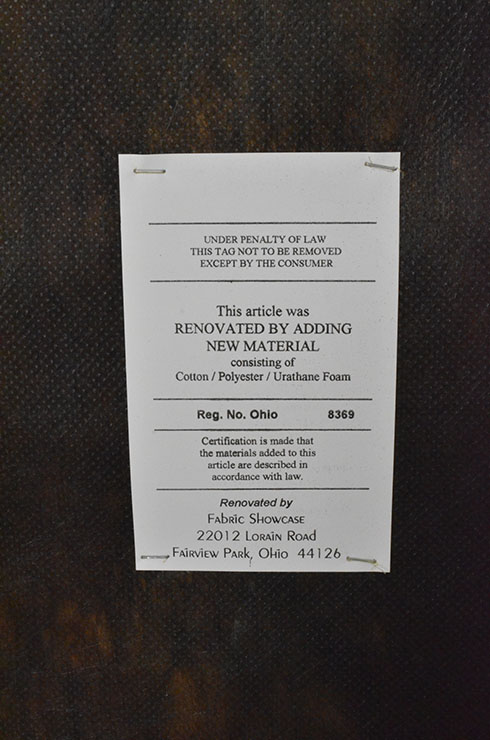 UNDER PENALTY OF LAW
THIS TAG NOT TO BE REMOVED
EXCEPT BY THE CONSUMER
This article was
RENOVATED BY ADDING
NEW MATERIAL
consisting of
Cotton / Polyester / Urathane Foam
Reg. No. Ohio 8369
Certification is made that
the materials added to this
article are described in
accordance with law.
Renovated by
Fabric Showcase
22012 Lorain Road
Fairview Park, Ohio 44126